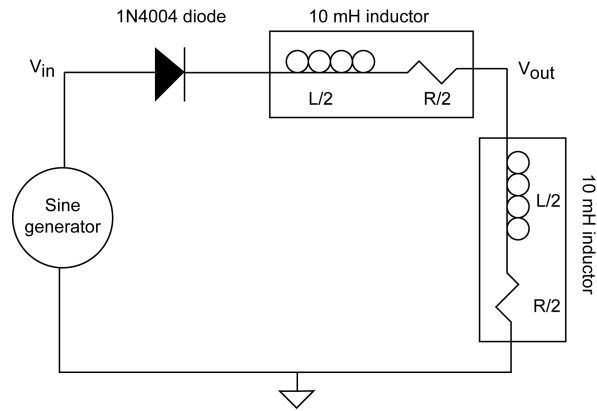 1N4004 diode
10 mH inductor
Vin
L/2
R/2
Vout
Sine
generator
L/2
R/2
10 mH inductor